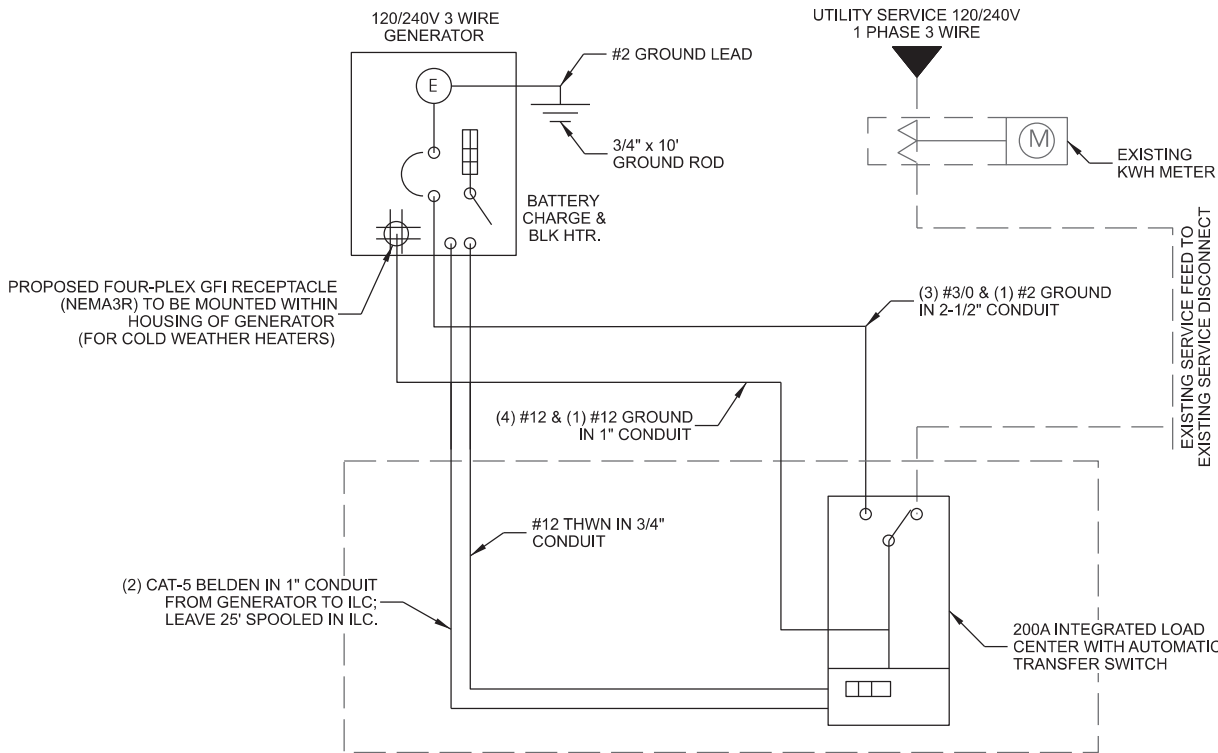 120/240V 3 WIRE
GENERATOR
UTILITY SERVICE 120/240V
1 PHASE 3 WIRE
#2 GROUND LEAD
E
M
3/4" x 10'
GROUND ROD
EXISTING
KWH METER
BATTERY
CHARGE &
BLK HTR.
EXISTING SERVICE FEED TO
EXISTING SERVICE DISCONNECT
PROPOSED FOUR-PLEX GFI RECEPTACLE
(NEMA3R) TO BE MOUNTED WITHIN
HOUSING OF GENERATOR
(FOR COLD WEATHER HEATERS)
(3) #3/0 & (1) #2 GROUND
IN 2-1/2" CONDUIT
(4) #12 & (1) #12 GROUND
IN 1" CONDUIT
#12 THWN IN 3/4"
CONDUIT
(2) CAT-5 BELDEN IN 1" CONDUIT
FROM GENERATOR TO ILC;
LEAVE 25' SPOOLED IN ILC.
200A INTEGRATED LOAD
CENTER WITH AUTOMATIC
TRANSFER SWITCH